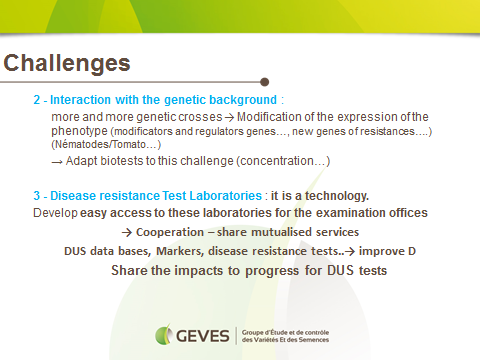 Challenges
2 - Interaction with the genetic background :
more and more genetic crosses → Modification of the expression of the
phenotype (modificators and regulators genes…, new genes of resistances….)
(Nématodes/Tomato…)
→ Adapt biotests to this challenge (concentration…)
3 - Disease resistance Test Laboratories : it is a technology.
Develop easy access to these laboratories for the examination offices
→ Cooperation – share mutualised services
DUS data bases, Markers, disease resistance tests..→ improve D
Share the impacts to progress for DUS tests
GEVES
Groupe d'Étude et de contrôle
des Variétés Et des Semences